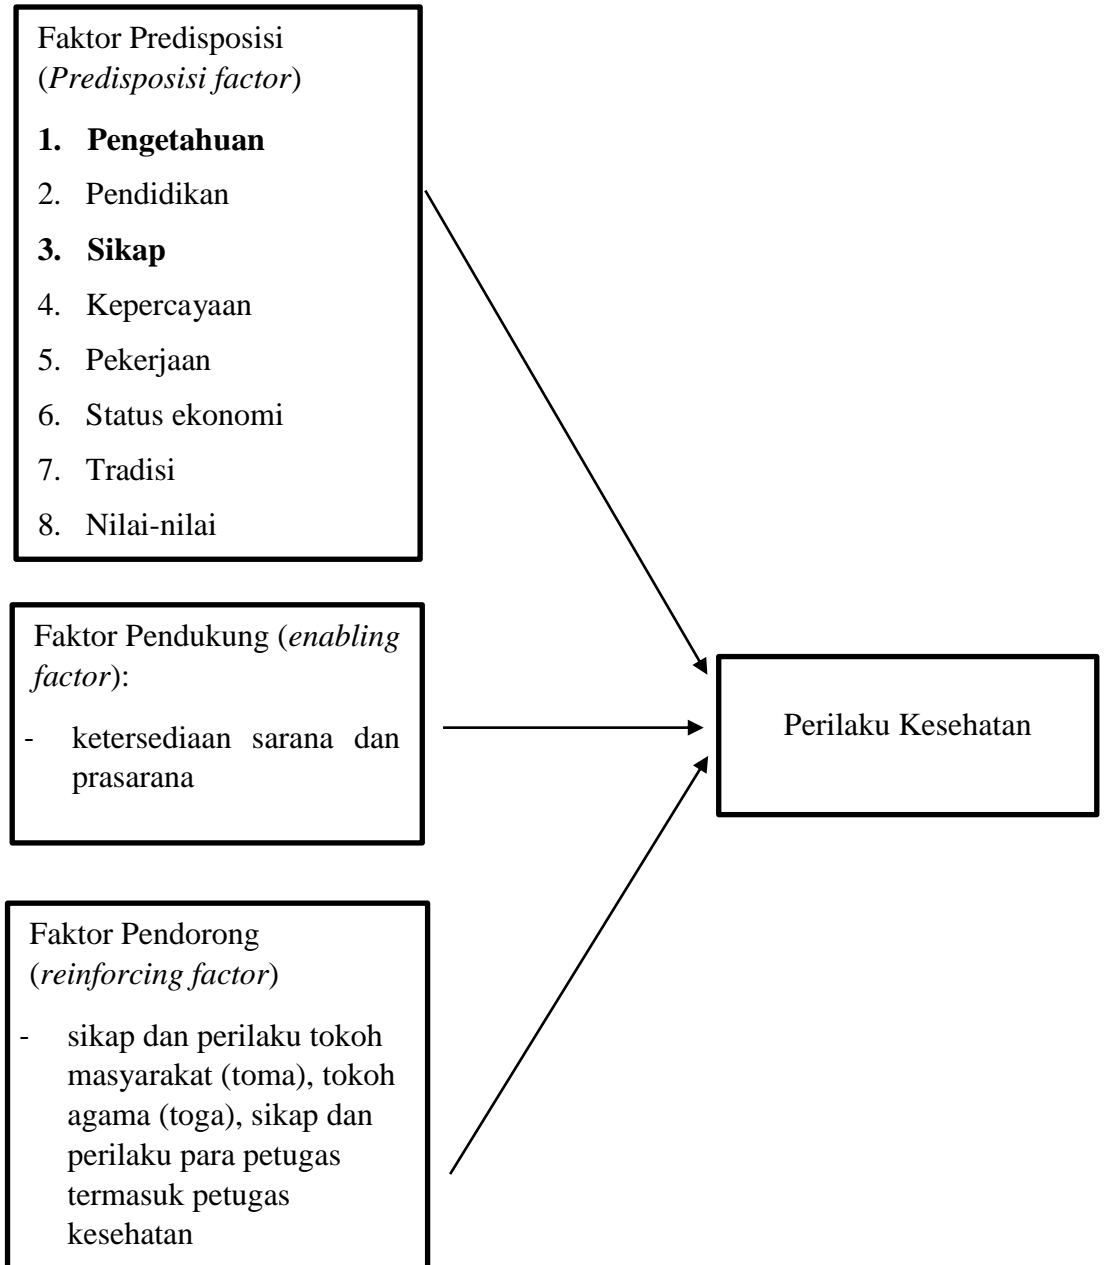 Faktor Predisposisi
(Predisposisi factor)
1. Pengetahuan
2. Pendidikan
3. Sikap
4. Kepercayaan
5. Pekerjaan
6. Status ekonomi
7. Tradisi
8. Nilai-nilai
Faktor Pendukung (enabling
factor):
- ketersediaan sarana dan
prasarana
Perilaku Kesehatan
Faktor Pendorong
(reinforcing factor)
- sikap dan perilaku tokoh
masyarakat (toma), tokoh
agama (toga), sikap dan
perilaku para petugas
termasuk petugas
kesehatan